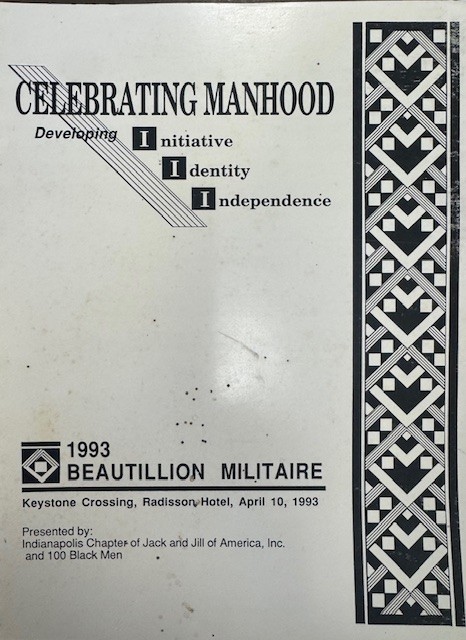 CELEBRATING MANHOOD
Developing Initiative
Identity
Independence
1993
BEAUTILLION MILITAIRE
Keystone Crossing, Radisson Hotel, April 10, 1993
Presented by:
Indianapolis Chapter of Jack and Jill of America, Inc.
and 100 Black Men